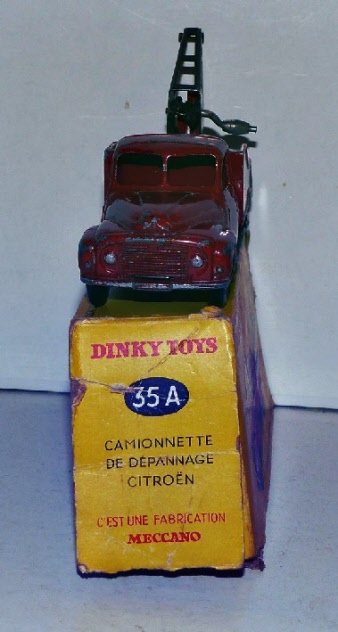 DINKY TOYS
35-A
CAMIONNETTE
DE DÉPANNAGE
CITROËN
C'EST UNE FABRICATION
MECCANO